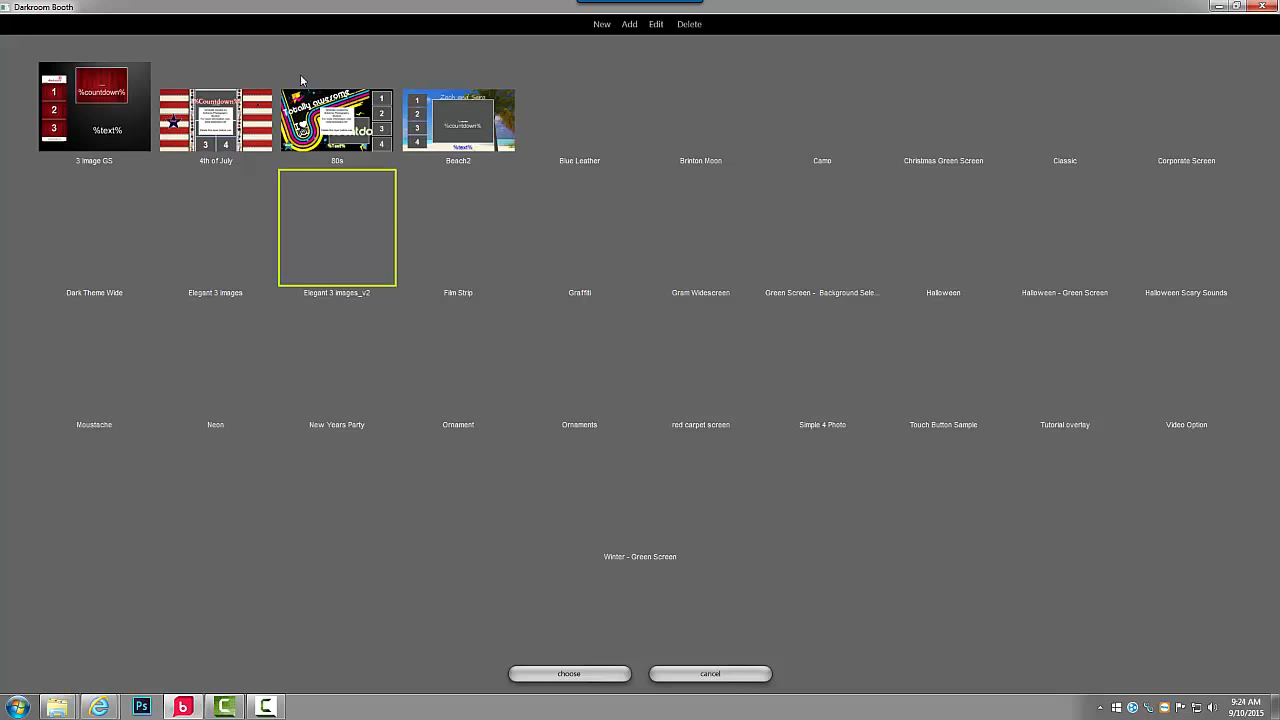 Darkroom Booth
New Add Edit Delete
1
2
3
%countdown%
%text%
%Countdown%
3 4
Totally awesome
1
2
3
4
%Text%
Zach and Sara
1
2
3
4
%countdown%
%text%
3 Image GS
4th of July
80s
Beach2
Blue Leather
Brinton Moon
Camo
Christmas Green Screen
Classic
Corporate Screen
Dark Theme Wide
Elegant 3 images
Elegant 3 images_v2
Film Strip
Graffiti
Gram Widescreen
Green Screen - Background Sele...
Halloween
Halloween - Green Screen
Halloween Scary Sounds
Moustache
Neon
New Years Party
Ornament
Ornaments
red carpet screen
Simple 4 Photo
Touch Button Sample
Tutorial overlay
Video Option
Winter - Green Screen
choose
cancel
Ps
9:24 AM
9/10/2015